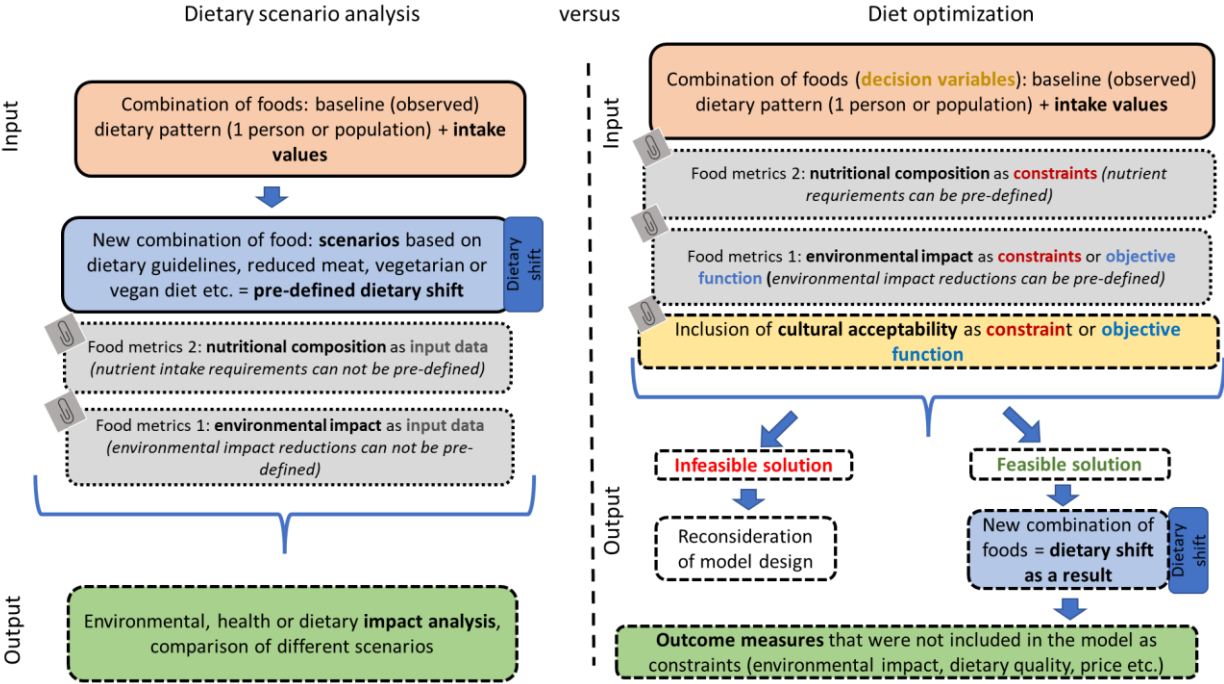 Dietary scenario analysis
versus
Diet optimization
Input
Combination of foods: baseline (observed)
dietary pattern (1 person or population) + intake
values
New combination of food: scenarios based on
dietary guidelines, reduced meat, vegetarian or
vegan diet etc. = pre-defined dietary shift
Dietary
shift
Food metrics 2: nutritional composition as input data
(nutrient intake requirements can not be pre-defined)
Food metrics 1: environmental impact as input data
(environmental impact reductions can not be pre-
defined)
Output
Environmental, health or dietary impact analysis,
comparison of different scenarios
Input
Combination of foods (decision variables): baseline (observed)
dietary pattern (1 person or population) + intake values
Food metrics 2: nutritional composition as constraints (nutrient
requriements can be pre-defined)
Food metrics 1: environmental impact as constraints or objective
function (environmental impact reductions can be pre-defined)
Inclusion of cultural acceptability as constraint or objective
function
Output
Infeasible solution
Reconsideration
of model design
Feasible solution
New combination of
foods = dietary shift
as a result
Dietary
shift
Outcome measures that were not included in the model as
constraints (environmental impact, dietary quality, price etc.)